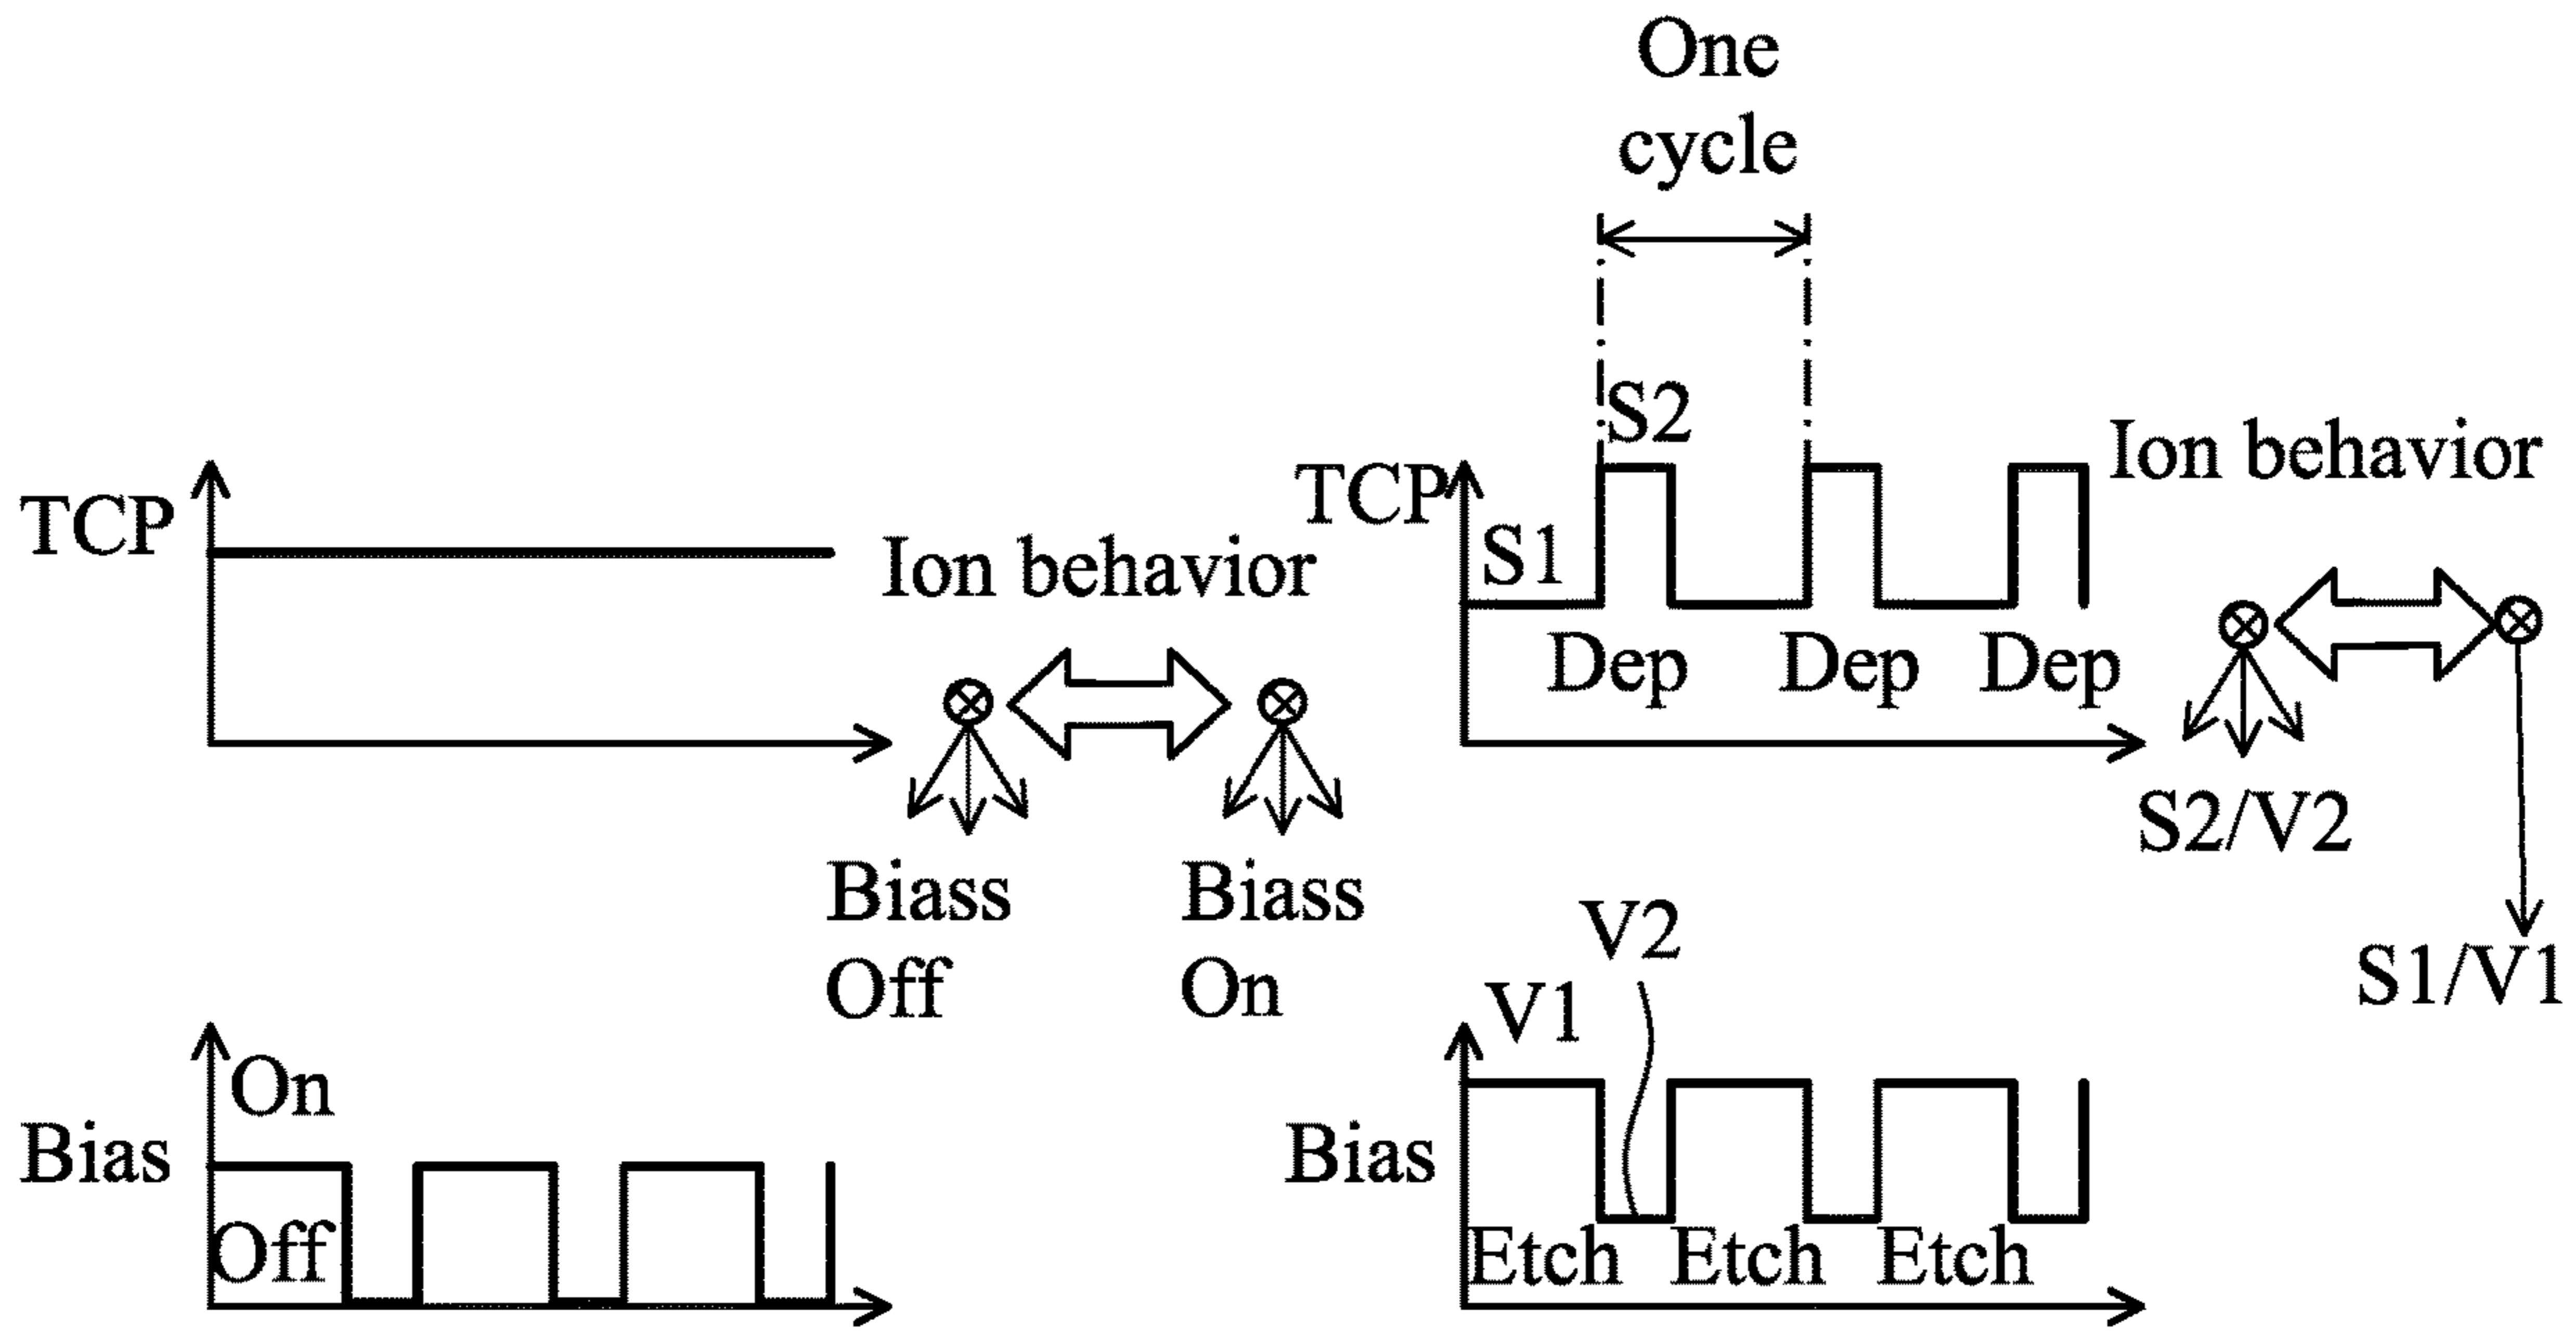 One
cycle
S2
TCP
Ion behavior
TCP
S1
Ion behavior
Dep
Dep
Dep
S2/V2
Biass
Off
Biass
On
V2
V1
S1/V1
On
Bias
Off
Bias
Etch
Etch
Etch